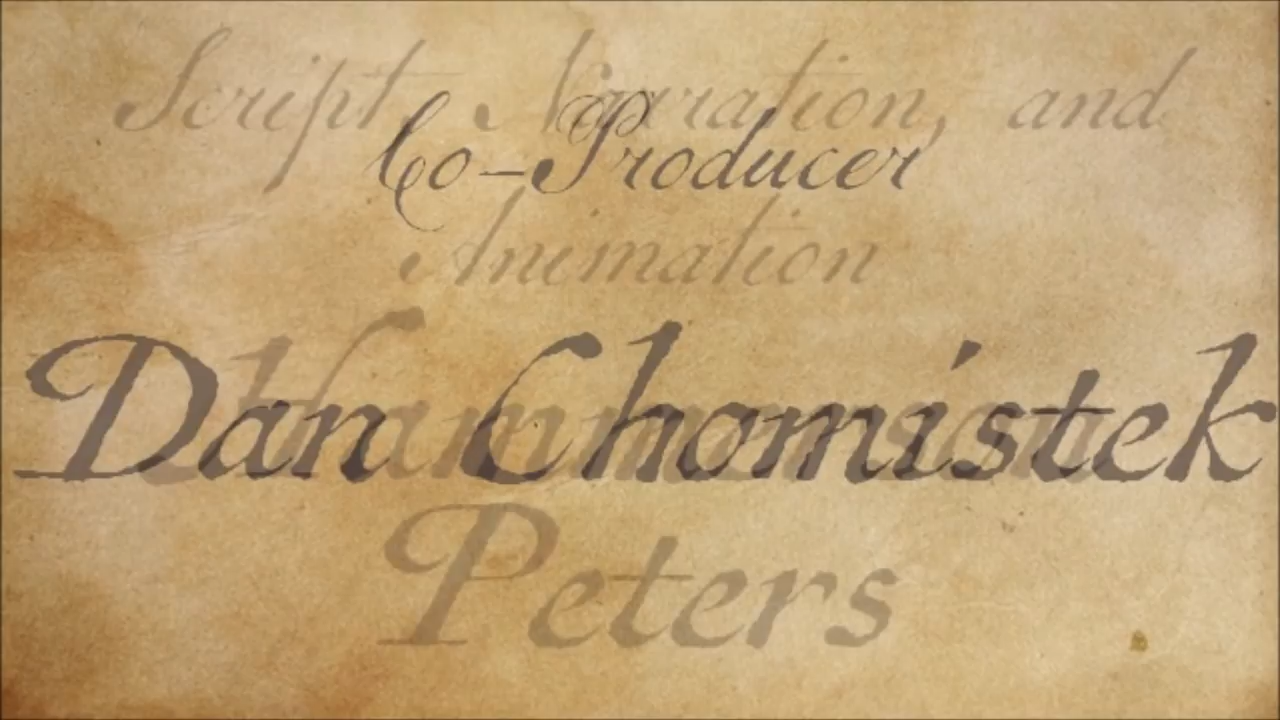 Script, Narration, and
Co-Producer
Animation
Dan Chomistek
Peters